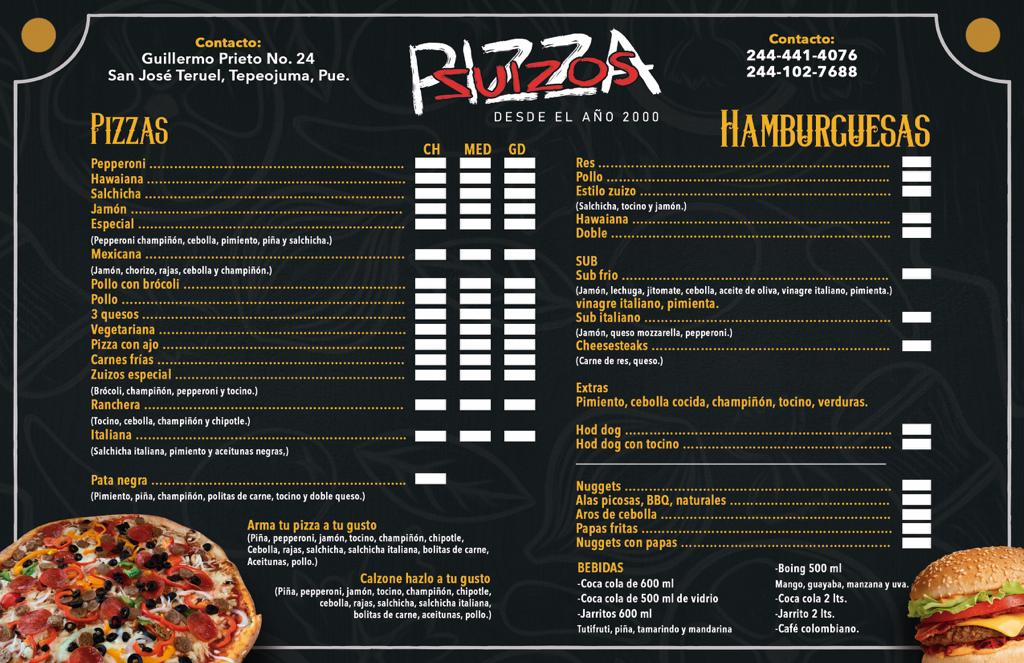 Contacto:
Guillermo Prieto No. 24
San José Teruel, Tepeojuma, Pue.
PIZZA
SUIZOS
DESDE EL AÑO 2000
Contacto:
244-441-4076
244-102-7688
PIZZAS
CH MED GD
Pepperoni
Hawaiana
Salchicha
Jamón
Especial
(Pepperoni champiñón, cebolla, pimiento, piña y salchicha.)
Mexicana
(Jamón, chorizo, rajas, cebolla y champiñón.)
Pollo con brócoli
Pollo
3 quesos
Vegetariana
Pizza con ajo
Carnes frías
Zuizos especial
(Brócoli, champiñón, pepperoni y tocino.)
Ranchera
(Tocino, cebolla, champiñón y chipotle.)
Italiana
(Salchicha italiana, pimiento y aceitunas negras,)
Pata negra
(Pimiento, piña, champiñón, politas de carne, tocino y doble queso.)
Arma tu pizza a tu gusto
(Piña, pepperoni, jamón, tocino, champiñón, chipotle,
Cebolla, rajas, salchicha, salchicha italiana, bolitas de carne,
Aceitunas, pollo.)
Calzone hazlo a tu gusto
(Piña, pepperoni, jamón, tocino, champiñón, chipotle,
cebolla, rajas, salchicha, salchicha italiana,
bolitas de carne, aceitunas, pollo.)
HAMBURGUESAS
Res
Pollo
Estilo zuizo
(Salchicha, tocino y jamón.)
Hawaiana
Doble
SUB
Sub frio
(Jamón, lechuga, jitomate, cebolla, aceite de oliva, vinagre italiano, pimienta.)
vinagre italiano, pimienta.
Sub italiano
(Jamón, queso mozzarella, pepperoni.)
Cheesesteaks
(Carne de res, queso.)
Extras
Pimiento, cebolla cocida, champiñón, tocino, verduras.
Hod dog
Hod dog con tocino
Nuggets
Alas picosas, BBQ, naturales
Aros de cebolla
Papas fritas
Nuggets con papas
BEBIDAS
-Coca cola de 600 ml
-Coca cola de 500 ml de vidrio
-Jarritos 600 ml
Tutifruti, piña, tamarindo y mandarina
-Boing 500 ml
Mango, guayaba, manzana y uva.
-Coca cola 2 lts.
-Jarrito 2 lts.
-Café colombiano.